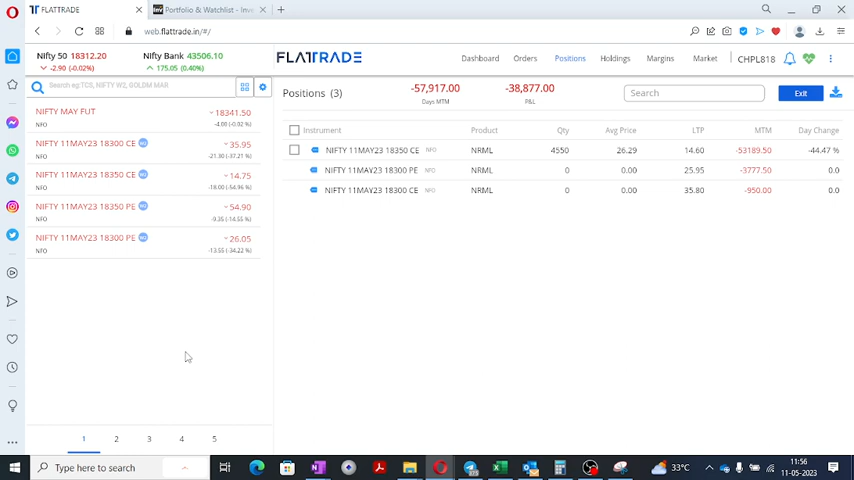 FLATTRADE
Portfolio & Watchlist - Inve
web.flattrade.in/#/
Nifty 50 18312.20
-2.90 (-0.02%)
Nifty Bank 43506.10
175.05 (0.40%)
FLATTRADE
Dashboard Orders Positions Holdings Margins Market CHPL818
Search eg:TCS, NIFTY W2, GOLDM MAR
NIFTY MAY FUT 18341.50
NFO -4.00 (-0.02 %)
NIFTY 11MAY23 18300 CE 35.95
NFO -21.30 (-37.21 %)
NIFTY 11MAY23 18350 CE 14.75
NFO -18.00 (-54.96 %)
NIFTY 11MAY23 18350 PE 54.90
NFO -9.35 (-14.55 %)
NIFTY 11MAY23 18300 PE 26.05
NFO -13.55 (-34.22 %)
1 2 3 4 5
Positions (3)
-57,917.00
Days MTM
-38,877.00
P&L
Search
Exit
Instrument Product Qty Avg Price LTP MTM Day Change
NIFTY 11MAY23 18350 CE NFO NRML 4550 26.29 14.60 -53189.50 -44.47 %
NIFTY 11MAY23 18300 PE NFO NRML 0 0.00 25.95 -3777.50 0.0
NIFTY 11MAY23 18300 CE NFO NRML 0 0.00 35.80 -950.00 0.0
Type here to search
33°C
11:56
11-05-2023